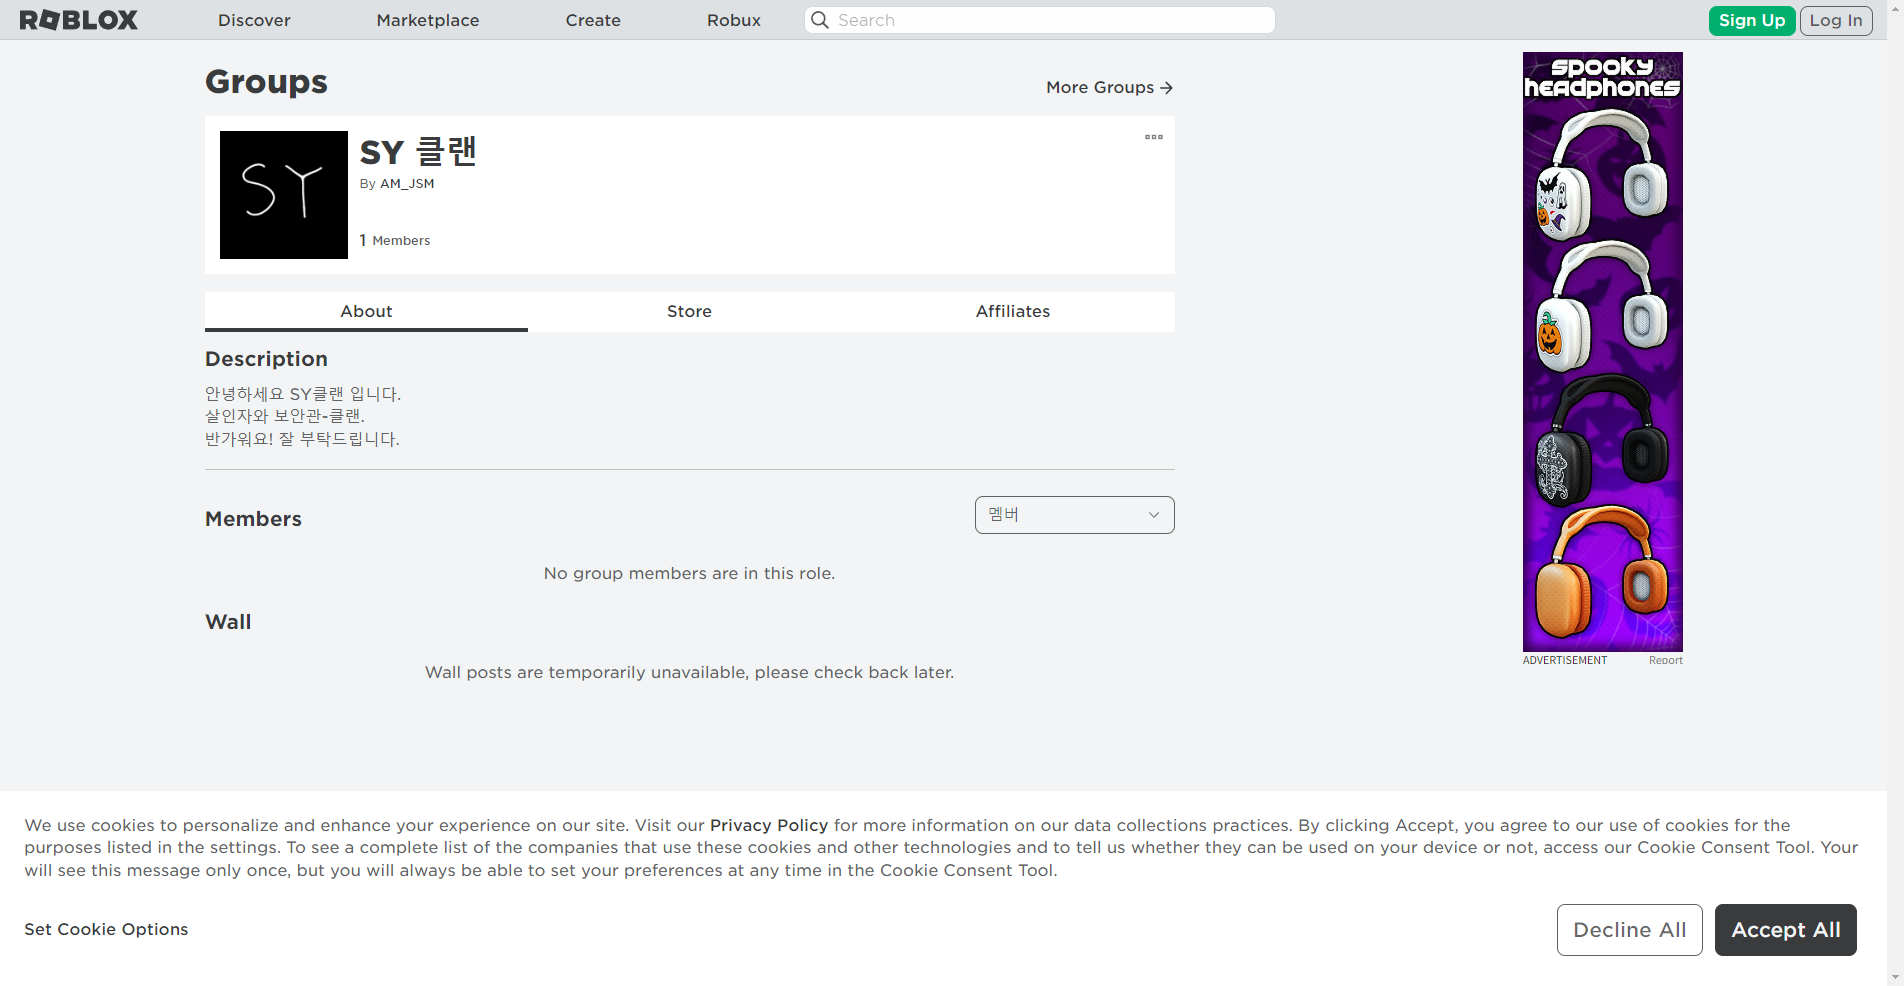 ROBLOX
Discover
Marketplace
Create
Robux
Search
Sign Up
Log In
Groups
More Groups →
SY
SY 클랜
By AM_JSM
1 Members
About
Store
Affiliates
Description
안녕하세요 SY클랜 입니다.
살인자와 보안관-클랜.
반가워요! 잘 부탁드립니다.
Members
멤버
No group members are in this role.
Wall
Wall posts are temporarily unavailable, please check back later.
spooky
headphones
ADVERTISEMENT
Report
We use cookies to personalize and enhance your experience on our site. Visit our Privacy Policy for more information on our data collections practices. By clicking Accept, you agree to our use of cookies for the
purposes listed in the settings. To see a complete list of the companies that use these cookies and other technologies and to tell us whether they can be used on your device or not, access our Cookie Consent Tool. Your
will see this message only once, but you will always be able to set your preferences at any time in the Cookie Consent Tool.
Set Cookie Options
Decline All
Accept All